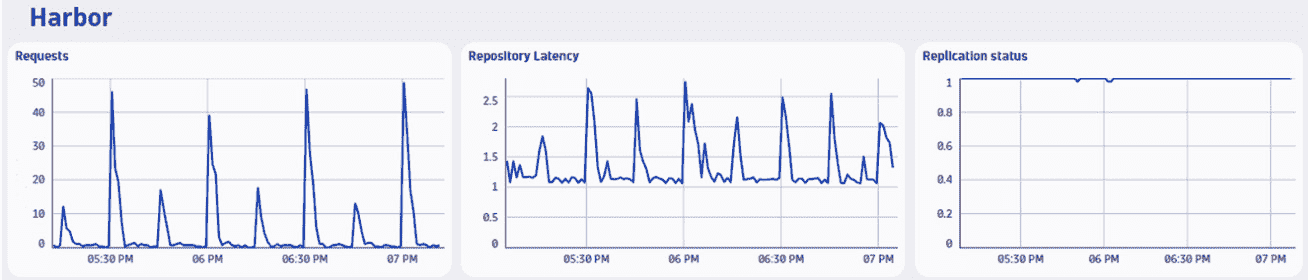 Harbor
Requests
50
40
30
20
10
0
05:30 PM 06 PM 06:30 PM 07 PM
Repository Latency
2.5
2
1.5
1
0.5
0
05:30 PM 06 PM 06:30 PM 07 PM
Replication status
1
0.8
0.6
0.4
0.2
0
05:30 PM 06 PM 06:30 PM 07 PM